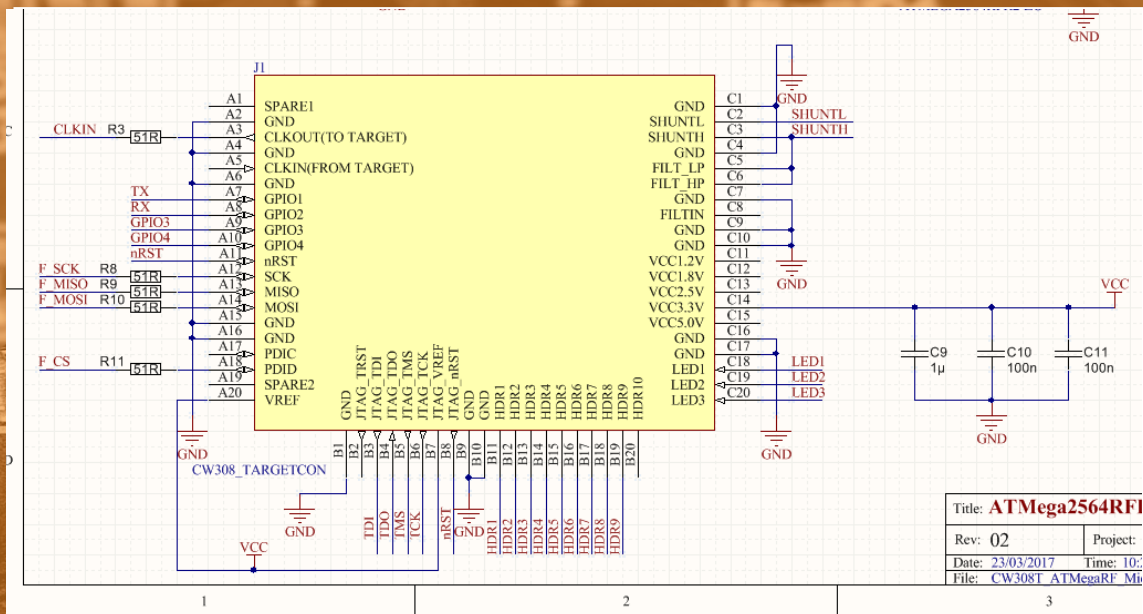 GND
J1
A1 SPARE1
A2 GND
CLKIN R3 51R A3 CLKOUT(TO TARGET)
A4 GND
A5 CLKIN(FROM TARGET)
A6 GND
TX A7 GPIO1
RX A8 GPIO2
GPIO3 A9 GPIO3
GPIO4 A10 GPIO4
nRST A11 nRST
F_SCK R8 51R A12 SCK
F_MISO R9 51R A13 MISO
F_MOSI R10 51R A14 MOSI
A15 GND
A16 GND
A17 PDIC
F_CS R11 51R A18 PDID
A19 SPARE2
A20 VREF
GND C1
GND
SHUNTL C2 SHUNTL
SHUNTH C3 SHUNTH
GND C4
FILT_LP C5
FILT_HP C6
GND C7
FILTIN C8
GND C9
GND C10
VCC1.2V C11
GND
VCC1.8V C12
VCC2.5V C13
VCC3.3V C14 VCC
VCC5.0V C15
GND C16
GND C17
LED1 C18 LED1
LED2 C19 LED2
LED3 C20 LED3
C9 1µ
C10 100n
C11 100n
GND
GND
GND
GND B1
JTAG_TRST B2
JTAG_TDI B3 TDI
JTAG_TDO B4 TDO
JTAG_TMS B5 TMS
JTAG_TCK B6 TCK
JTAG_VREF B7
JTAG_nRST B8 nRST
GND B9
GND B10
HDR1 B11 HDR1
HDR2 B12 HDR2
HDR3 B13 HDR3
HDR4 B14 HDR4
HDR5 B15 HDR5
HDR6 B16 HDR6
HDR7 B17 HDR7
HDR8 B18 HDR8
HDR9 B19 HDR9
HDR10 B20
CW308_TARGETCON
GND
GND
VCC
Title: ATMega2564RF
Rev: 02 Project:
Date: 23/03/2017 Time: 10:
File: CW308T_ATMegaRF_Mi
1 2 3